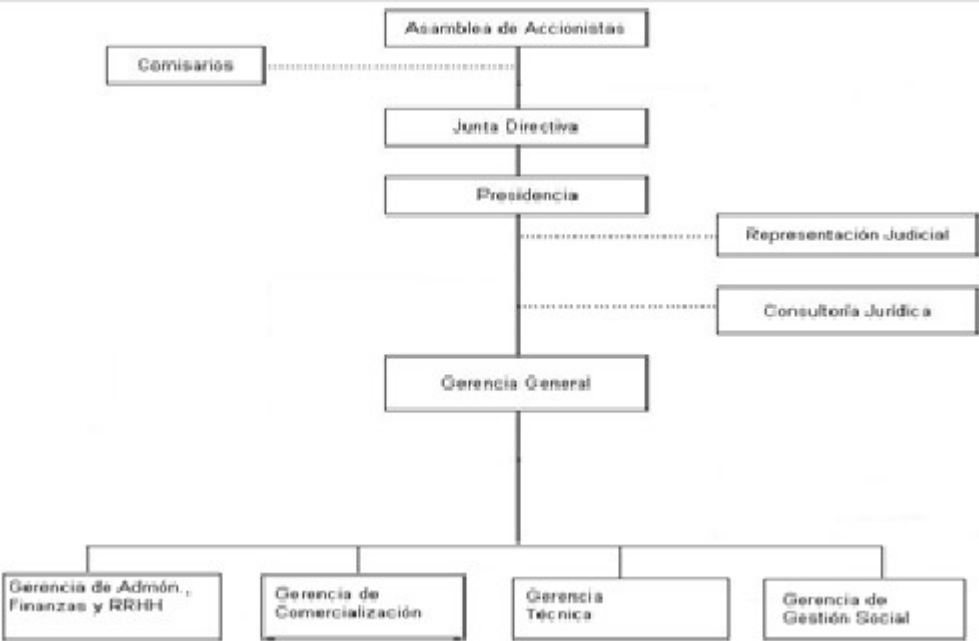 Asamblea de Accionistas
Comisarios
Junta Directiva
Presidencia
Representación Judicial
Consultoría Jurídica
Gerencia General
Gerencia de Admón.,
Finanzas y RRHH
Gerencia de
Comercialización
Gerencia
Técnica
Gerencia de
Gestión Social